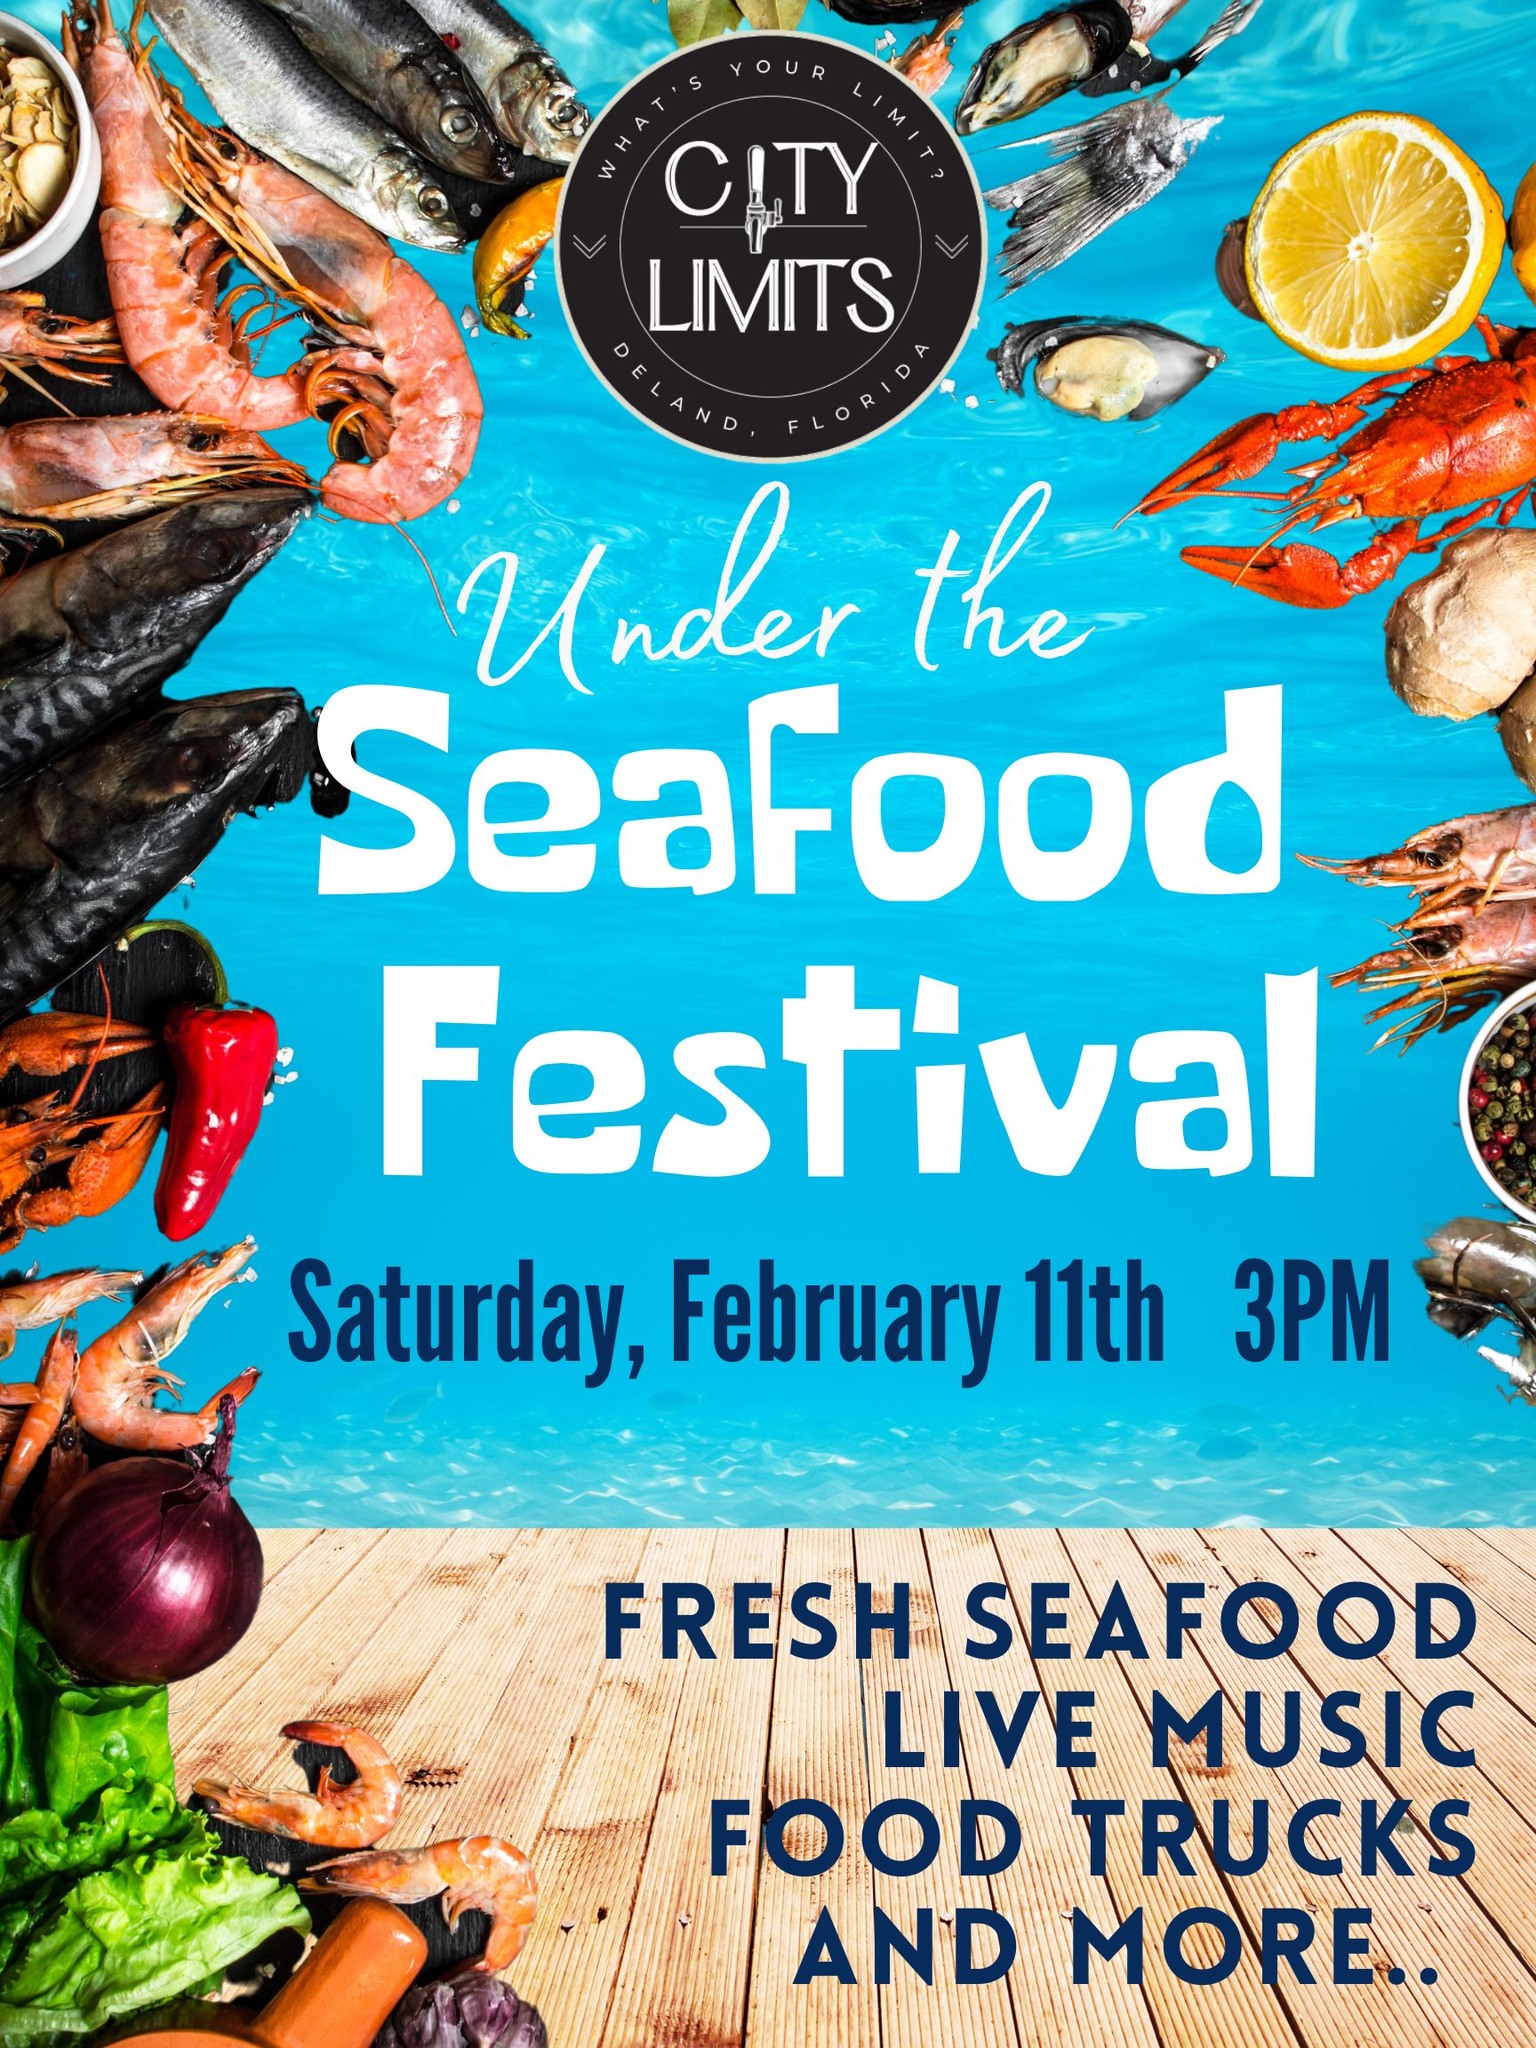 WHAT'S YOUR LIMIT?
CITY
LIMITS
DELAND, FLORIDA
Under the
Seafood
Festival
Saturday, February 11th 3PM
FRESH SEAFOOD
LIVE MUSIC
FOOD TRUCKS
AND MORE..